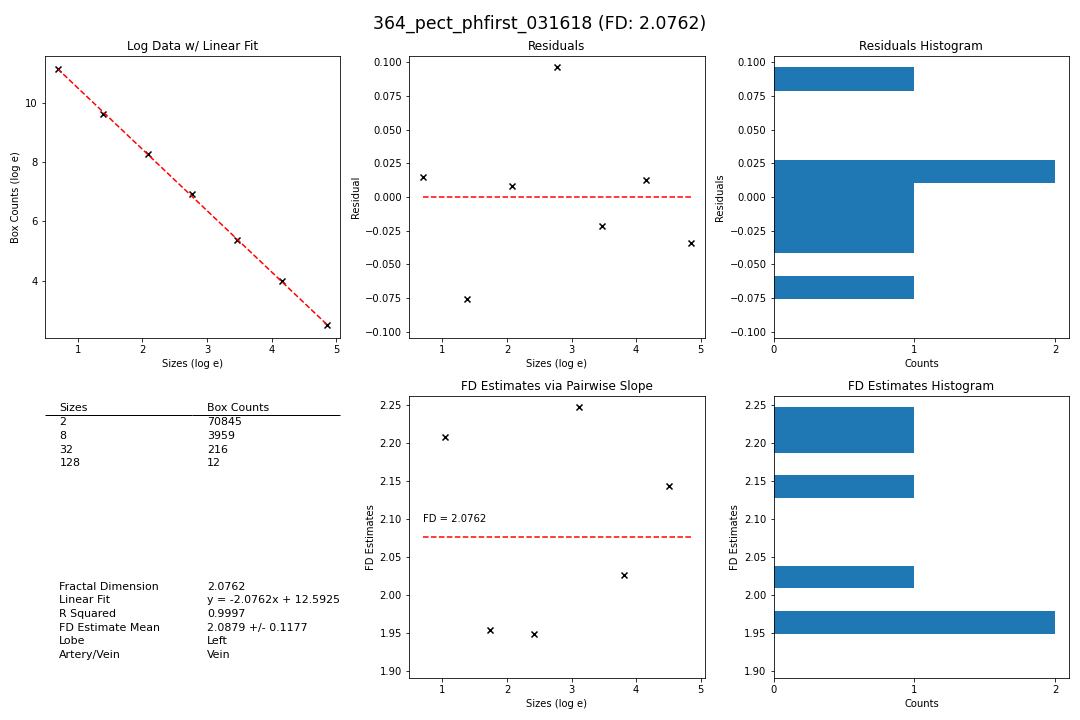 364_pect_phfirst_031618 (FD: 2.0762)
Log Data w/ Linear Fit
Box Counts (log e)
10
8
6
4
1 2 3 4 5
Sizes (log e)
Residuals
Residual
0.100
0.075
0.050
0.025
0.000
−0.025
−0.050
−0.075
−0.100
1 2 3 4 5
Sizes (log e)
Residuals Histogram
Residuals
0.100
0.075
0.050
0.025
0.000
−0.025
−0.050
−0.075
−0.100
0 1 2
Counts
Sizes Box Counts
2 70845
8 3959
32 216
128 12
Fractal Dimension 2.0762
Linear Fit y = -2.0762x + 12.5925
R Squared 0.9997
FD Estimate Mean 2.0879 +/- 0.1177
Lobe Left
Artery/Vein Vein
FD Estimates via Pairwise Slope
FD Estimates
2.25
2.20
2.15
2.10
2.05
2.00
1.95
1.90
FD = 2.0762
1 2 3 4 5
Sizes (log e)
FD Estimates Histogram
FD Estimates
2.25
2.20
2.15
2.10
2.05
2.00
1.95
1.90
0 1 2
Counts